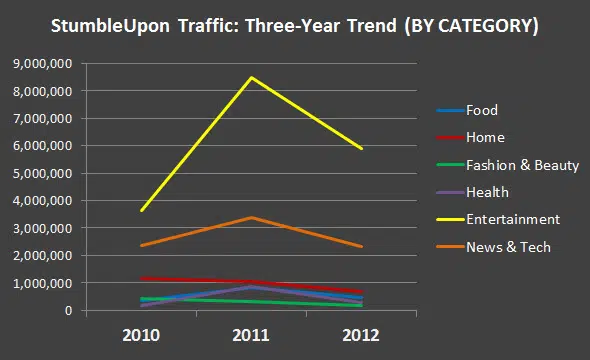 StumbleUpon Traffic: Three-Year Trend (BY CATEGORY)
9,000,000
8,000,000
7,000,000
6,000,000
5,000,000
4,000,000
3,000,000
2,000,000
1,000,000
0
2010 2011 2012
Food
Home
Fashion & Beauty
Health
Entertainment
News & Tech